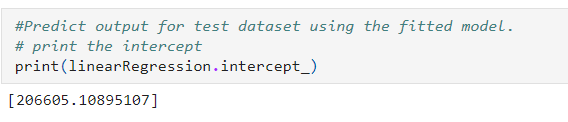 #Predict output for test dataset using the fitted model.
# print the intercept
print(linearRegression.intercept_)
[206605.10895107]